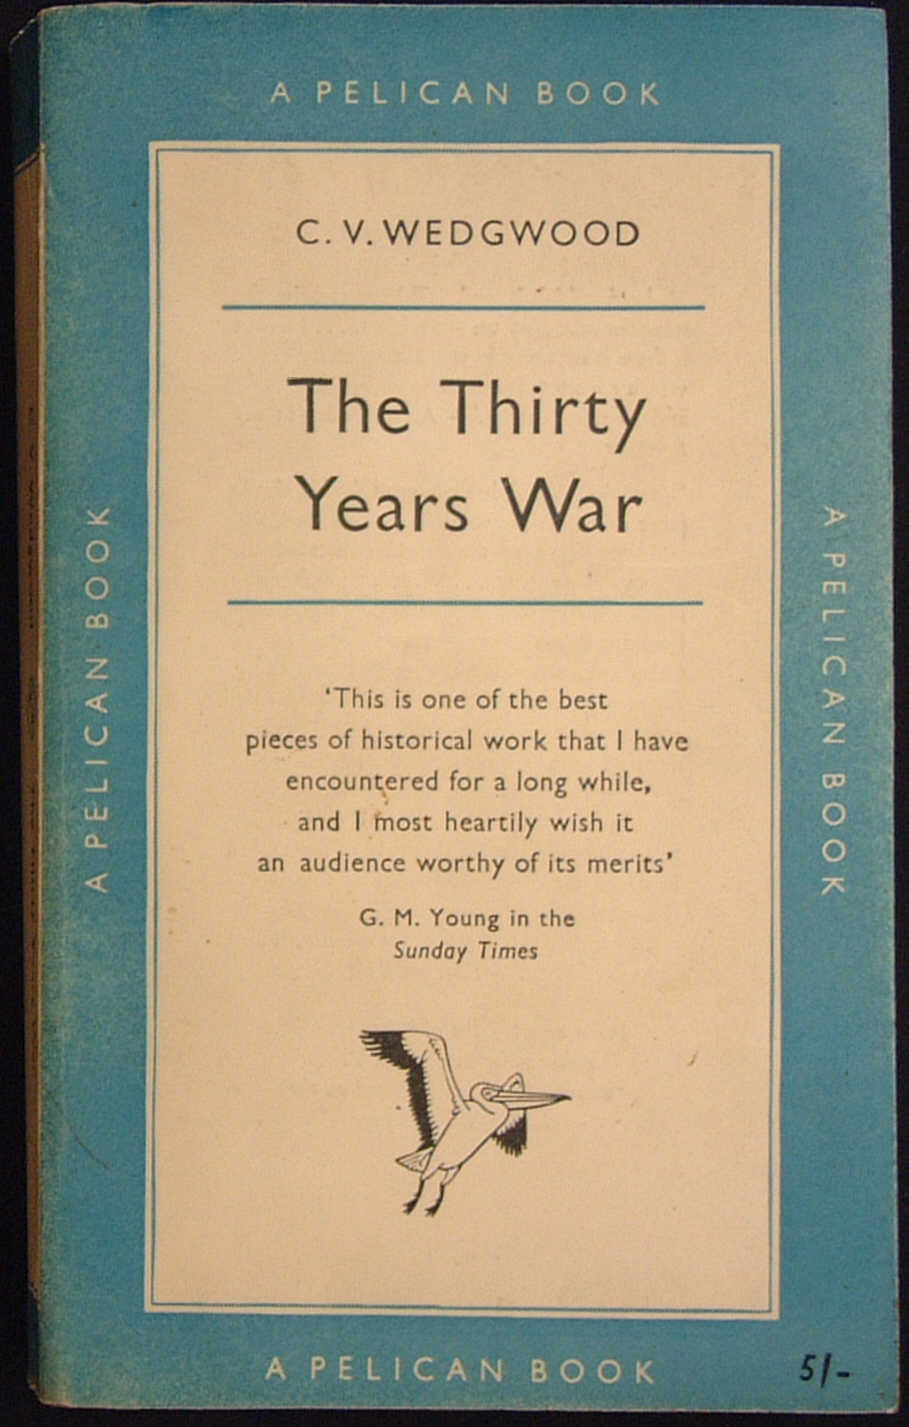 A PELICAN BOOK
C. V. WEDGWOOD
The Thirty
Years War
A PELICAN BOOK
A PELICAN BOOK
'This is one of the best
pieces of historical work that I have
encountered for a long while,
and I most heartily wish it
an audience worthy of its merits'
G. M. Young in the
Sunday Times
A PELICAN BOOK
5/-